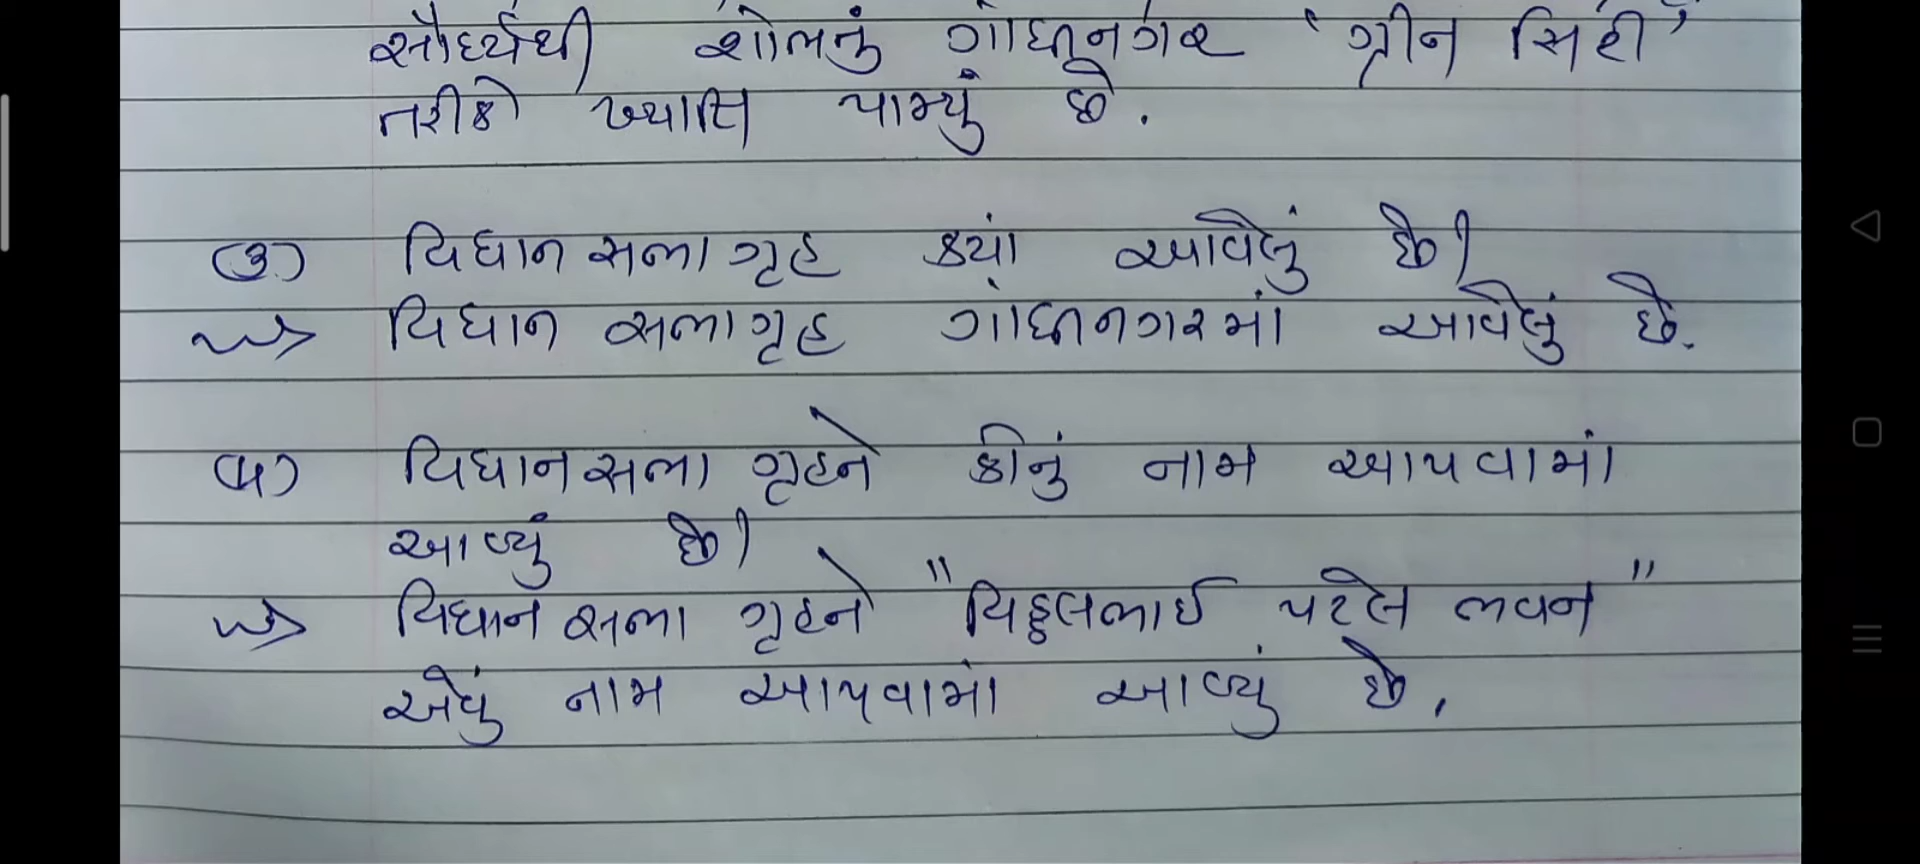 સૌંદર્યથી શોભતું ગાંધીનગર 'ગ્રીન સિટી'
તરીકે ખ્યાતિ પામ્યું છે.
(૩) વિધાનસભા ગૃહ ક્યાં આવેલું છે?
વિધાન સભાગૃહ ગાંધીનગરમાં આવેલું છે.
(૪) વિધાનસભા ગૃહને કોનું નામ આપવામાં
આવ્યું છે?
વિધાનસભા ગૃહને "વિઠ્ઠલભાઈ પટેલ ભવન"
એવું નામ આપવામાં આવ્યું છે.